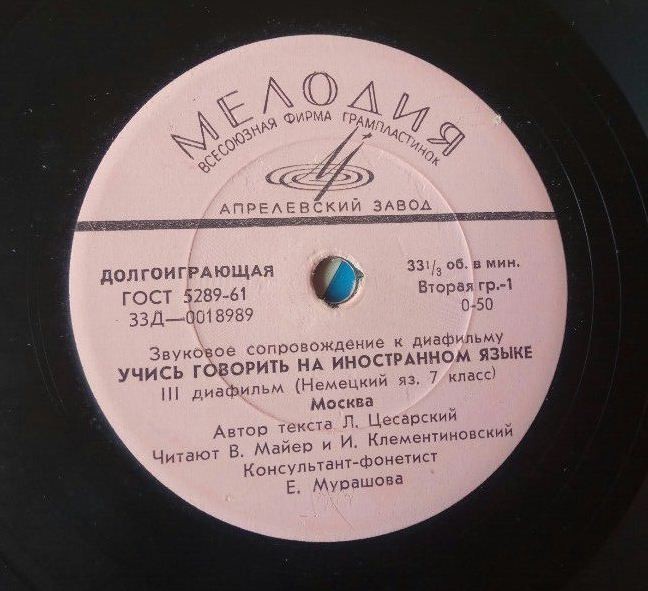 МЕЛОДИЯ
ВСЕСОЮЗНАЯ ФИРМА ГРАМПЛАСТИНОК
АПРЕЛЕВСКИЙ ЗАВОД
ДОЛГОИГРАЮЩАЯ
ГОСТ 5289-61
33Д—0018989
33 1/3 об. в мин.
Вторая гр.-1
0-50
Звуковое сопровождение к диафильму
УЧИСЬ ГОВОРИТЬ НА ИНОСТРАННОМ ЯЗЫКЕ
III диафильм (Немецкий яз. 7 класс)
Москва
Автор текста Л. Цесарский
Читают В. Майер и И. Клементиновский
Консультант-фонетист
Е. Мурашова